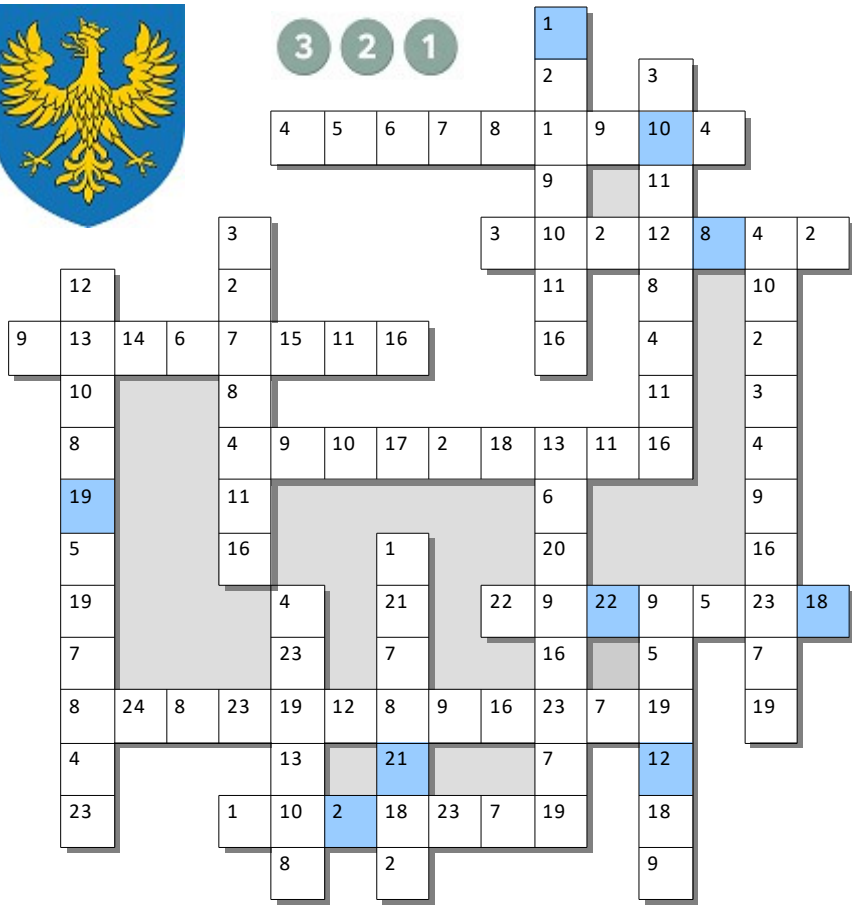 1
3 2 1
2 3
4 5 6 7 8 1 9 10 4
9 11
3 3 10 2 12 8 4 2
12 2 11 8 10
9 13 14 6 7 15 11 16 16 4 2
10 8 11 3
8 4 9 10 17 2 18 13 11 16 4
19 11 6 9
5 16 1 20 16
19 4 21 22 9 22 9 5 23 18
7 23 7 16 5 7
8 24 8 23 19 12 8 9 16 23 7 19 19
4 13 21 7 12
23 1 10 2 18 23 7 19 18
8 2 9